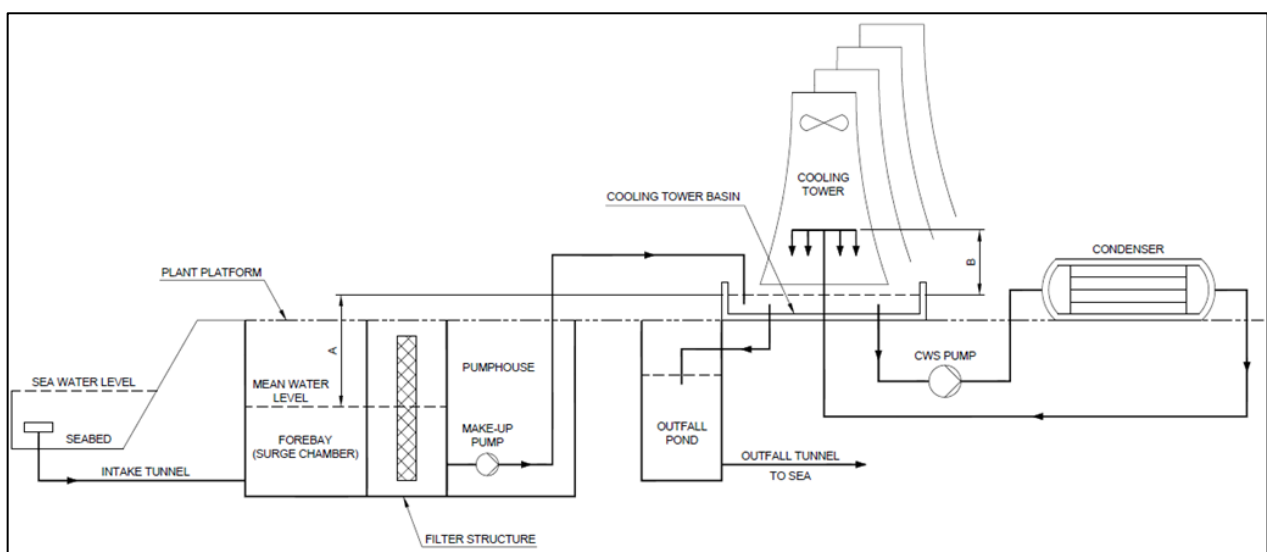 COOLING
TOWER
COOLING TOWER BASIN
B
CONDENSER
PLANT PLATFORM
A
SEA WATER LEVEL
MEAN WATER
LEVEL
PUMPHOUSE
CWS PUMP
SEABED
FOREBAY
(SURGE CHAMBER)
MAKE-UP
PUMP
OUTFALL
POND
INTAKE TUNNEL
OUTFALL TUNNEL
TO SEA
FILTER STRUCTURE